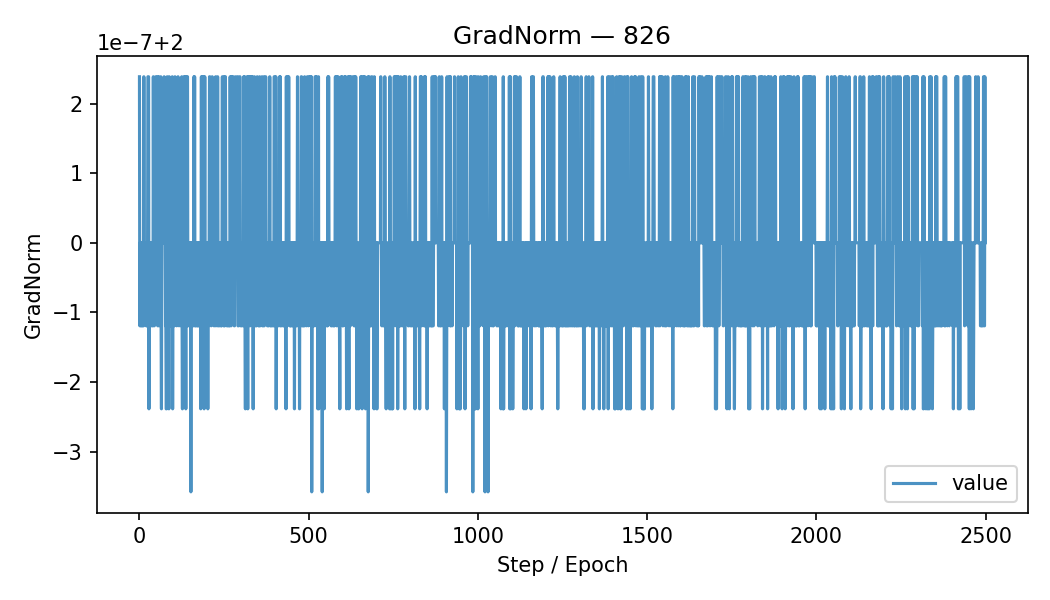 GradNorm — 826
1e−7+2
2
1
0
−1
−2
−3
GradNorm
0
500
1000
1500
2000
2500
Step / Epoch
value